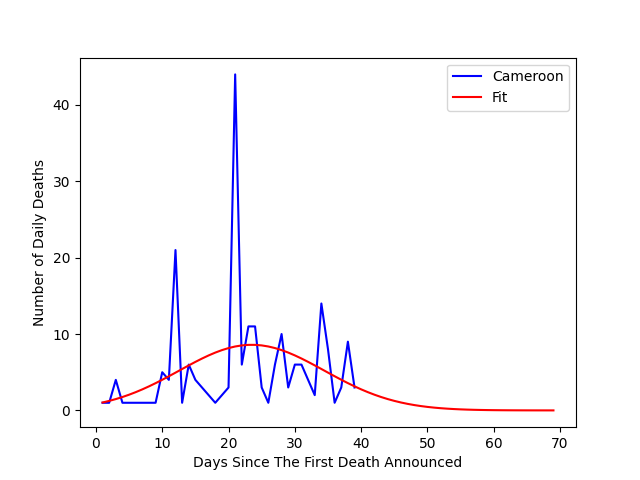 Cameroon
Fit
40
30
20
10
0
Number of Daily Deaths
0 10 20 30 40 50 60 70
Days Since The First Death Announced